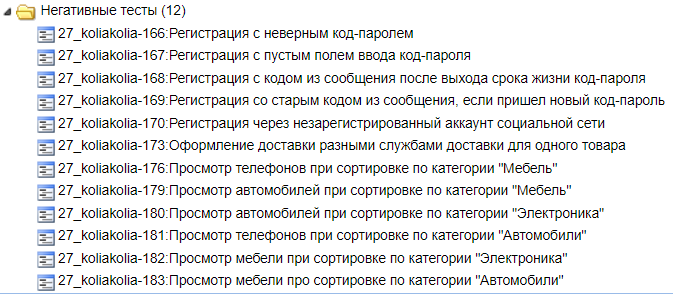 Негативные тесты (12)
27_koliakolia-166:Регистрация с неверным код-паролем
27_koliakolia-167:Регистрация с пустым полем ввода код-пароля
27_koliakolia-168:Регистрация с кодом из сообщения после выхода срока жизни код-пароля
27_koliakolia-169:Регистрация со старым кодом из сообщения, если пришел новый код-пароль
27_koliakolia-170:Регистрация через незарегистрированный аккаунт социальной сети
27_koliakolia-173:Оформление доставки разными службами доставки для одного товара
27_koliakolia-176:Просмотр телефонов при сортировке по категории "Мебель"
27_koliakolia-179:Просмотр автомобилей при сортировке по категории "Мебель"
27_koliakolia-180:Просмотр автомобилей при сортировке по категории "Электроника"
27_koliakolia-181:Просмотр телефонов при сортировке по категории "Автомобили"
27_koliakolia-182:Просмотр мебели при сортировке по категории "Электроника"
27_koliakolia-183:Просмотр мебели про сортировке по категории "Автомобили"